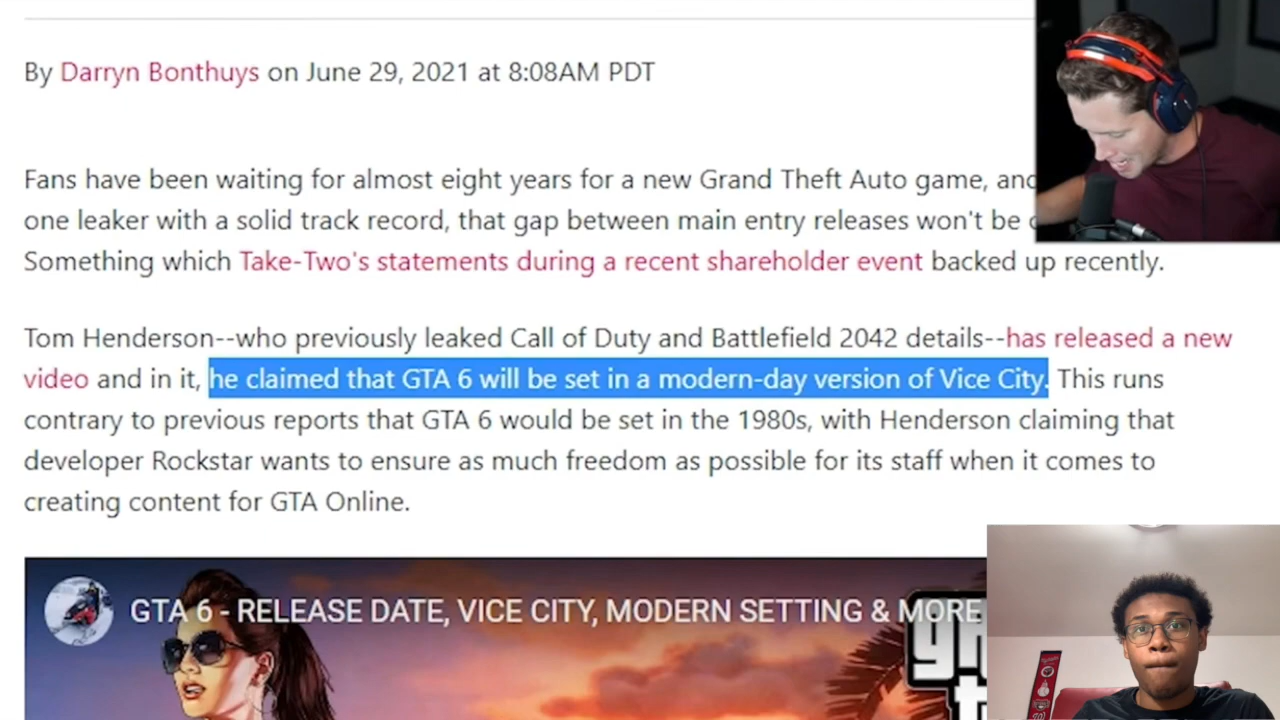 By Darryn Bonthuys on June 29, 2021 at 8:08AM PDT
Fans have been waiting for almost eight years for a new Grand Theft Auto game, and
one leaker with a solid track record, that gap between main entry releases won't be
Something which Take-Two's statements during a recent shareholder event backed up recently.
Tom Henderson--who previously leaked Call of Duty and Battlefield 2042 details--has released a new
video and in it, he claimed that GTA 6 will be set in a modern-day version of Vice City. This runs
contrary to previous reports that GTA 6 would be set in the 1980s, with Henderson claiming that
developer Rockstar wants to ensure as much freedom as possible for its staff when it comes to
creating content for GTA Online.
GTA 6 - RELEASE DATE, VICE CITY, MODERN SETTING & MORE